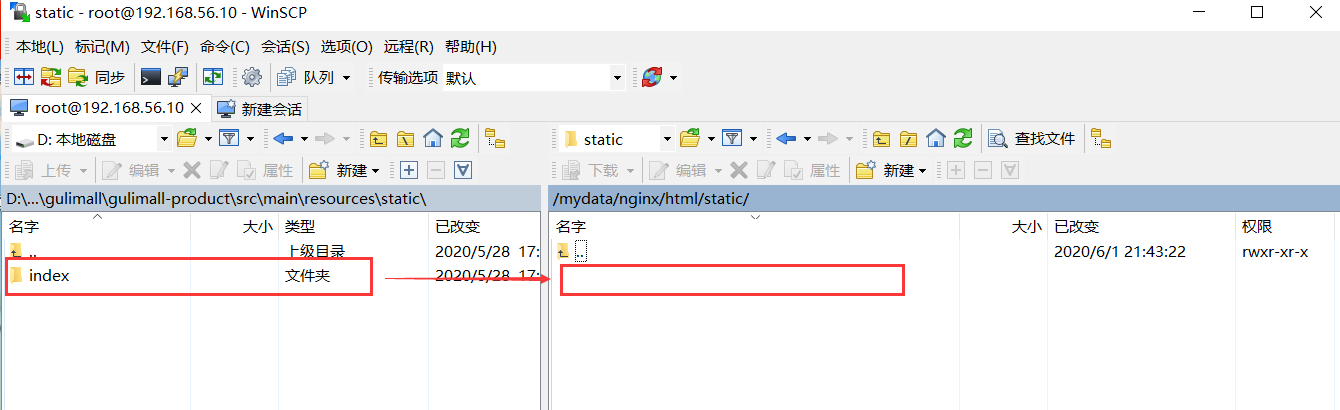 static - root@192.168.56.10 - WinSCP
本地(L) 标记(M) 文件(F) 命令(C) 会话(S) 选项(O) 远程(R) 帮助(H)
同步 队列 传输选项 默认
root@192.168.56.10 新建会话
D: 本地磁盘 static 查找文件
上传 编辑 属性 新建 下载 编辑 属性 新建
D:\...\gulimall\gulimall-product\src\main\resources\static\ /mydata/nginx/html/static/
名字 大小 类型 已改变 名字 大小 已改变 权限
.. 上级目录 2020/5/28 17: .. 2020/6/1 21:43:22 rwxr-xr-x
index 文件夹 2020/5/28 17: